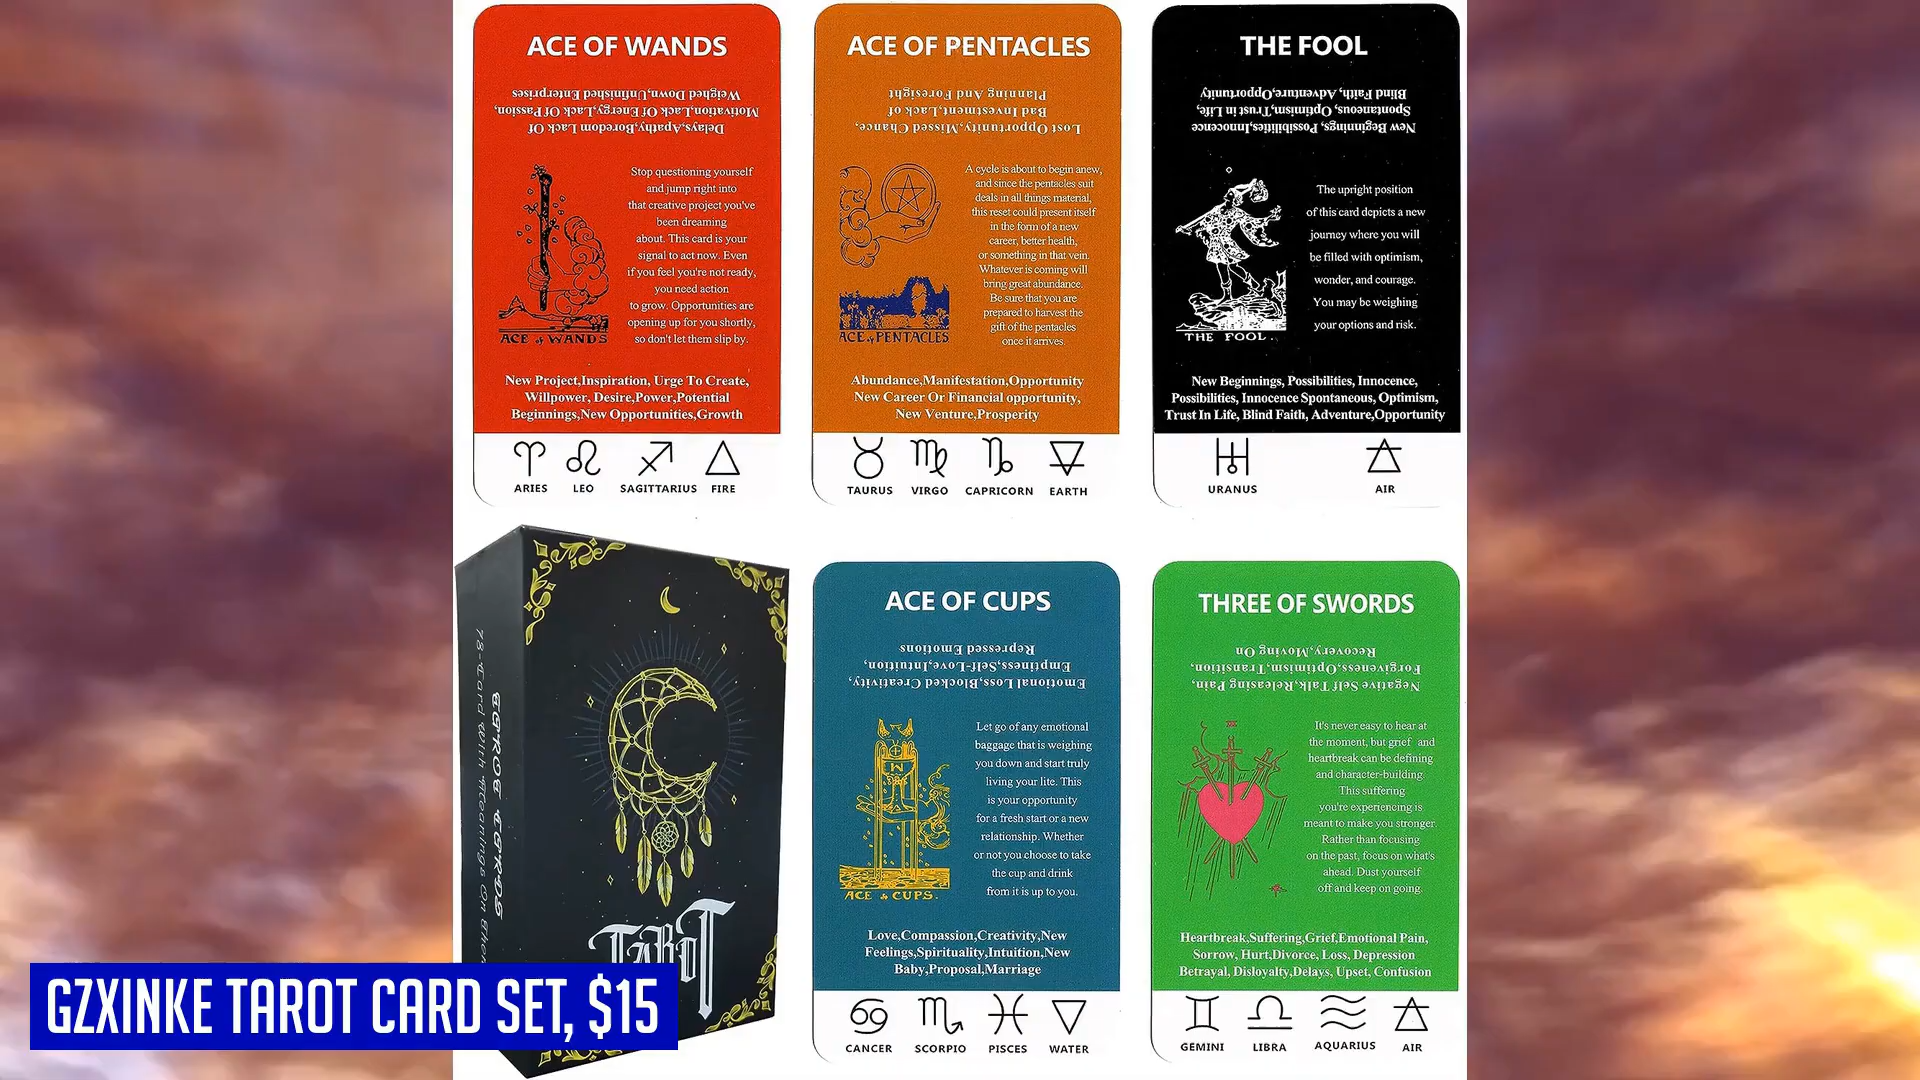 ACE OF WANDS
Weighed Down,Unfinished Enterprises
Motivation,Lack Of Energy,Lack Of Passion,
Delays,Apathy,Boredom Lack Of
Stop questioning yourself
and jump right into
that creative project you've
been dreaming
about. This card is your
signal to act now. Even
if you feel you're not ready,
you need action
to grow. Opportunities are
opening up for you shortly,
so don't let them slip by.
ACE of WANDS
New Project,Inspiration, Urge To Create,
Willpower, Desire,Power,Potential
Beginnings,New Opportunities,Growth
ARIES LEO SAGITTARIUS FIRE
ACE OF PENTACLES
Planning And Foresight
Bad Investment,Lack of
Lost Opportunity,Missed Chance,
A cycle is about to begin anew,
and since the pentacles suit
deals in all things material,
this reset could present itself
in the form of a new
career, better health,
or something in that vein.
Whatever is coming will
bring great abundance.
Be sure that you are
prepared to harvest the
gift of the pentacles
once it arrives.
ACE of PENTACLES
Abundance,Manifestation,Opportunity
New Career Or Financial opportunity,
New Venture,Prosperity
TAURUS VIRGO CAPRICORN EARTH
THE FOOL
Blind Faith, Adventure,Opportunity
Spontaneous, Optimism,Trust in Life,
New Beginnings, Possibilities,Innocence
The upright position
of this card depicts a new
journey where you will
be filled with optimism,
wonder, and courage.
You may be weighing
your options and risk.
THE FOOL.
New Beginnings, Possibilities, Innocence,
Possibilities, Innocence Spontaneous, Optimism,
Trust In Life, Blind Faith, Adventure,Opportunity
URANUS AIR
78-Card With Meanings On Them
TAROT
ACE OF CUPS
Repressed Emotions
Emptiness,Self-Love,Intuition,
Emotional Loss,Blocked Creativity,
Let go of any emotional
baggage that is weighing
you down and start truly
living your lite. This
is your opportunity
for a fresh start or a new
relationship. Whether
or not you choose to take
the cup and drink
from it is up to you.
ACE of CUPS.
Love,Compassion,Creativity,New
Feelings,Spirituality,Intuition,New
Baby,Proposal,Marriage
CANCER SCORPIO PISCES WATER
THREE OF SWORDS
Recovery,Moving On
Forgiveness,Optimism,Transition,
Negative Self Talk,Releasing Pain,
It's never easy to hear at
the moment, but grief and
heartbreak can be defining
and character-building
This suffering
you're experiencing is
meant to make you stronger.
Rather than focusing
on the past, focus on what's
ahead. Dust yourself
off and keep on going.
III
Heartbreak,Suffering,Grief,Emotional Pain,
Sorrow, Hurt,Divorce, Loss, Depression
Betrayal, Disloyalty,Delays, Upset, Confusion
GEMINI LIBRA AQUARIUS AIR
GZXINKE TAROT CARD SET, $15